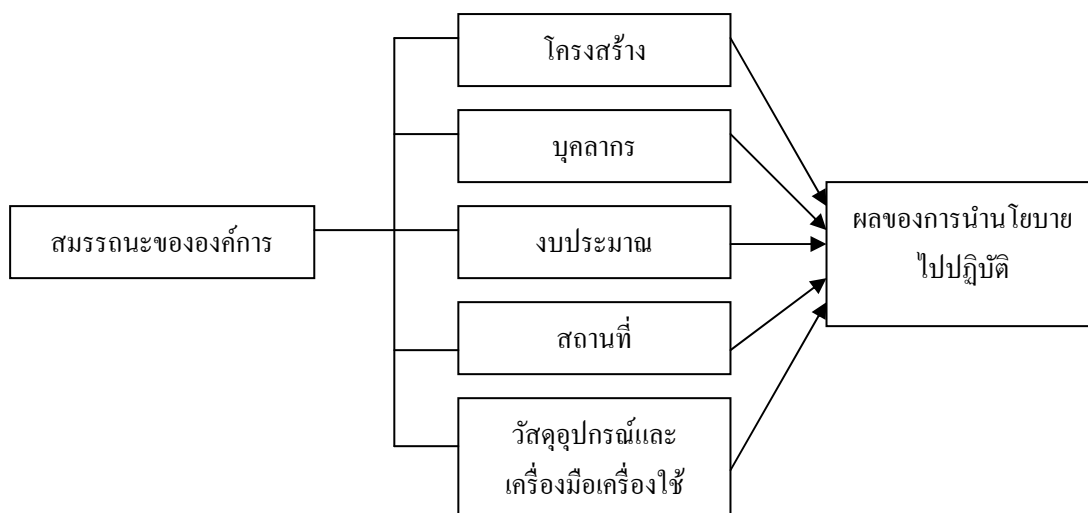 โครงสร้าง
บุคลากร
สมรรถนะขององค์การ
งบประมาณ
ผลของการนำนโยบาย
ไปปฏิบัติ
สถานที่
วัสดุอุปกรณ์และ
เครื่องมือเครื่องใช้